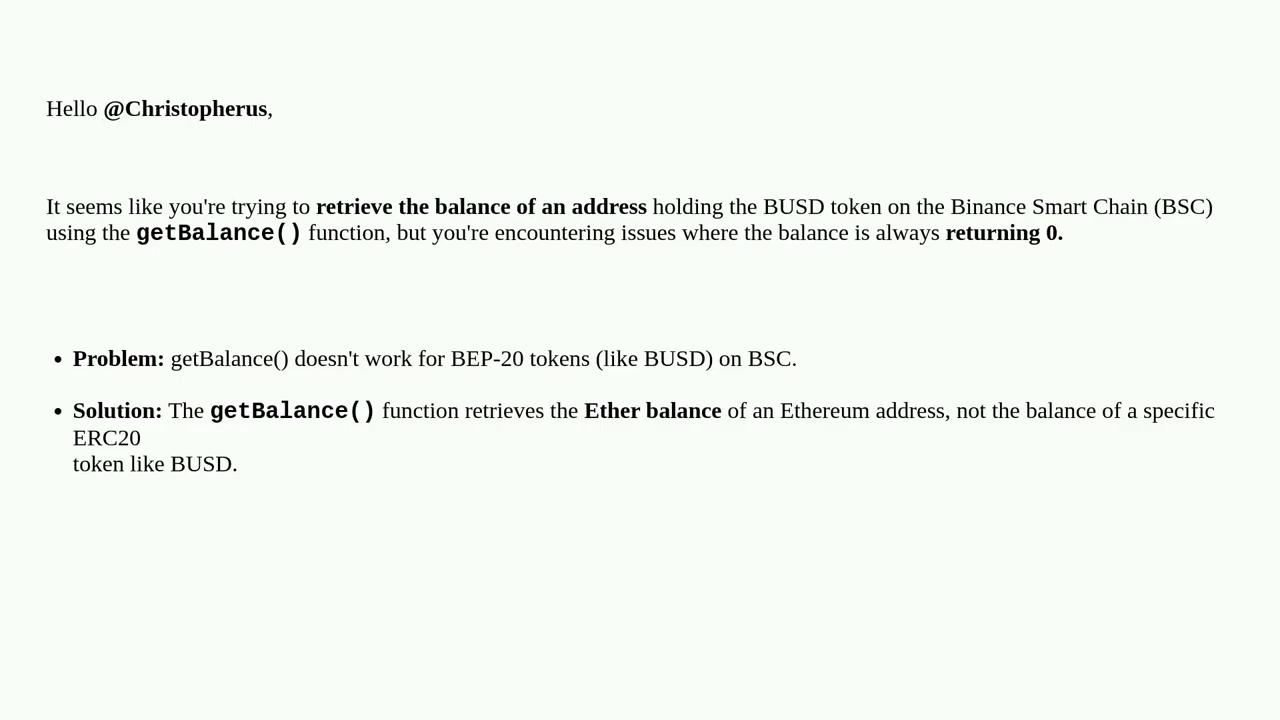 Hello @Christopherus,
It seems like you're trying to retrieve the balance of an address holding the BUSD token on the Binance Smart Chain (BSC)
using the getBalance() function, but you're encountering issues where the balance is always returning 0.
• Problem: getBalance() doesn't work for BEP-20 tokens (like BUSD) on BSC.
• Solution: The getBalance() function retrieves the Ether balance of an Ethereum address, not the balance of a specific
ERC20
token like BUSD.